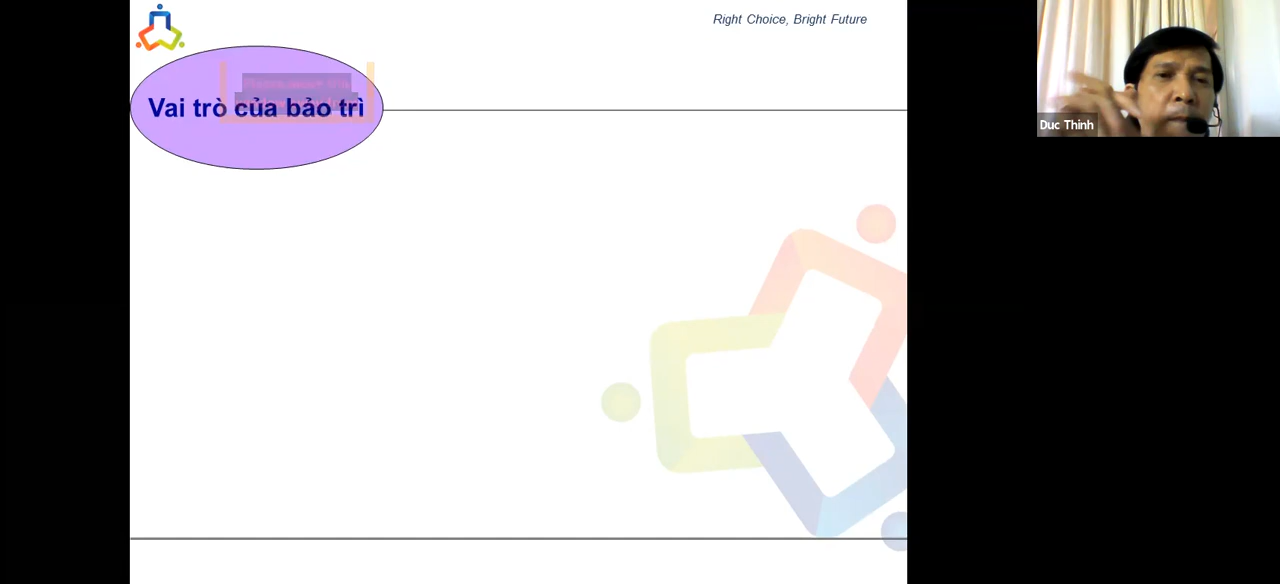 Right Choice, Bright Future
Vai trò của bảo trì
Duc Thinh